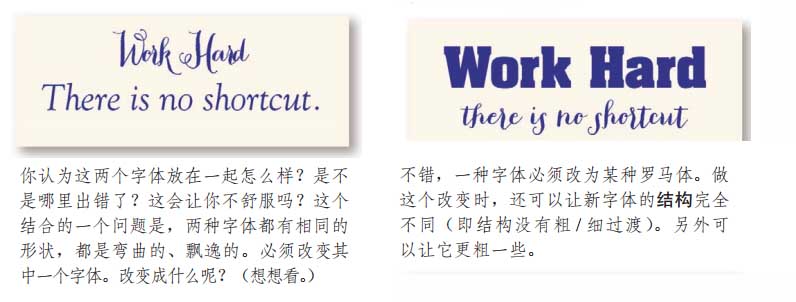 Work Hard
There is no shortcut.
你认为这两个字体放在一起怎么样？是不
是哪里出错了？这会让你不舒服吗？这个
结合的一个问题是，两种字体都有相同的
形状，都是弯曲的、飘逸的。必须改变其
中一个字体。改变成什么呢？（想想看。）
Work Hard
there is no shortcut
不错，一种字体必须改为某种罗马体。做
这个改变时，还可以让新字体的结构完全
不同（即结构没有粗/细过渡）。另外可
以让它更粗一些。